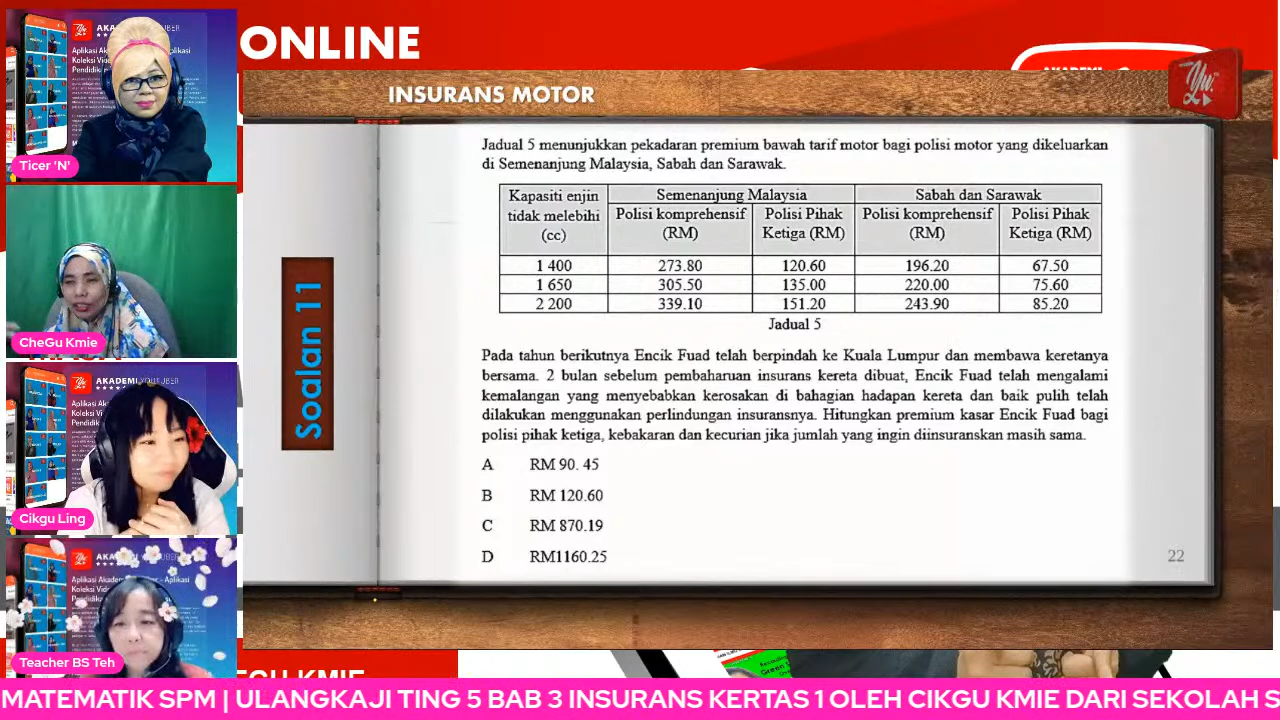 ONLINE
AKADEMI
INSURANS MOTOR
Yu.
Jadual 5 menunjukkan pekadaran premium bawah tarif motor bagi polisi motor yang dikeluarkan
di Semenanjung Malaysia, Sabah dan Sarawak.
Kapasiti enjin tidak melebihi (cc) | Semenanjung Malaysia | Sabah dan Sarawak
Polisi komprehensif (RM) | Polisi Pihak Ketiga (RM) | Polisi komprehensif (RM) | Polisi Pihak Ketiga (RM)
1 400 273.80 120.60 196.20 67.50
1 650 305.50 135.00 220.00 75.60
2 200 339.10 151.20 243.90 85.20
Jadual 5
Soalan 11
Pada tahun berikutnya Encik Fuad telah berpindah ke Kuala Lumpur dan membawa keretanya
bersama. 2 bulan sebelum pembaharuan insurans kereta dibuat, Encik Fuad telah mengalami
kemalangan yang menyebabkan kerosakan di bahagian hadapan kereta dan baik pulih telah
dilakukan menggunakan perlindungan insuransnya. Hitungkan premium kasar Encik Fuad bagi
polisi pihak ketiga, kebakaran dan kecurian jika jumlah yang ingin diinsuranskan masih sama.
A RM 90. 45
B RM 120.60
C RM 870.19
D RM1160.25
22
Ticer 'N'
CheGu Kmie
AKADEMI YOUTUBER
Cikgu Ling
Teacher BS Teh
MATEMATIK SPM | ULANGKAJI TING 5 BAB 3 INSURANS KERTAS 1 OLEH CIKGU KMIE DARI SEKOLAH S